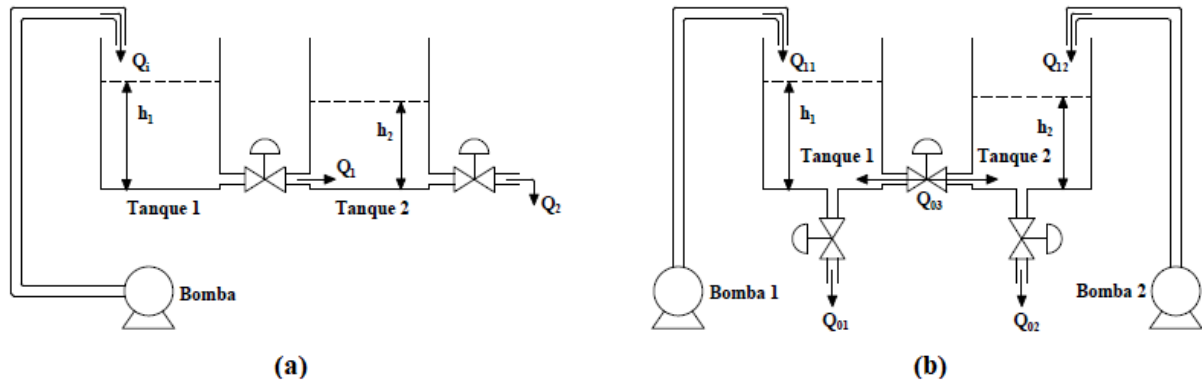 Qi
h1
h2
Q1
Tanque 1
Tanque 2
Q2
Bomba
(a)
Q11
Q12
h1
h2
Tanque 1
Tanque 2
Q03
Bomba 1
Bomba 2
Q01
Q02
(b)